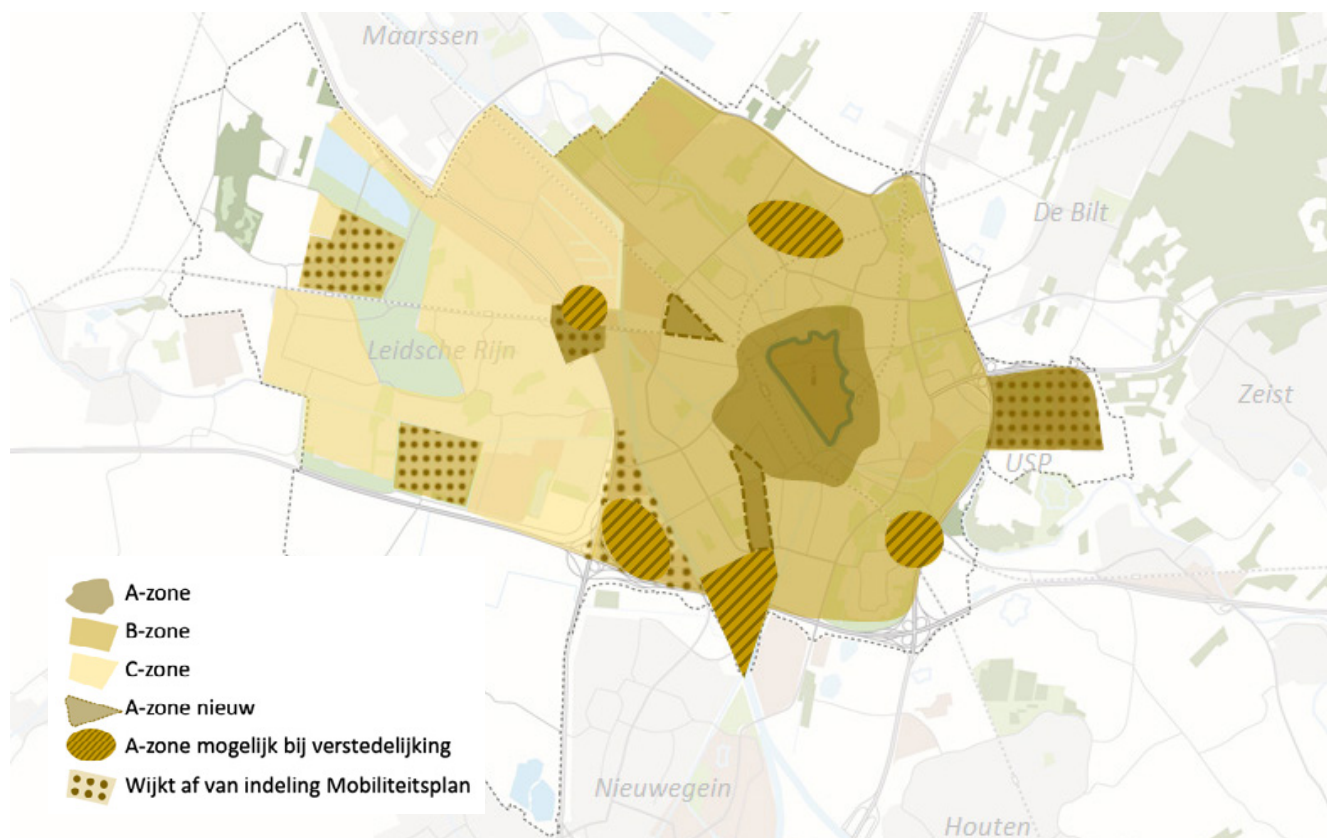 Maarssen
De Bilt
Leidsche Rijn
Zeist
USP
A-zone
B-zone
C-zone
A-zone nieuw
A-zone mogelijk bij verstedelijking
Wijkt af van indeling Mobiliteitsplan
Nieuwegein
Houten